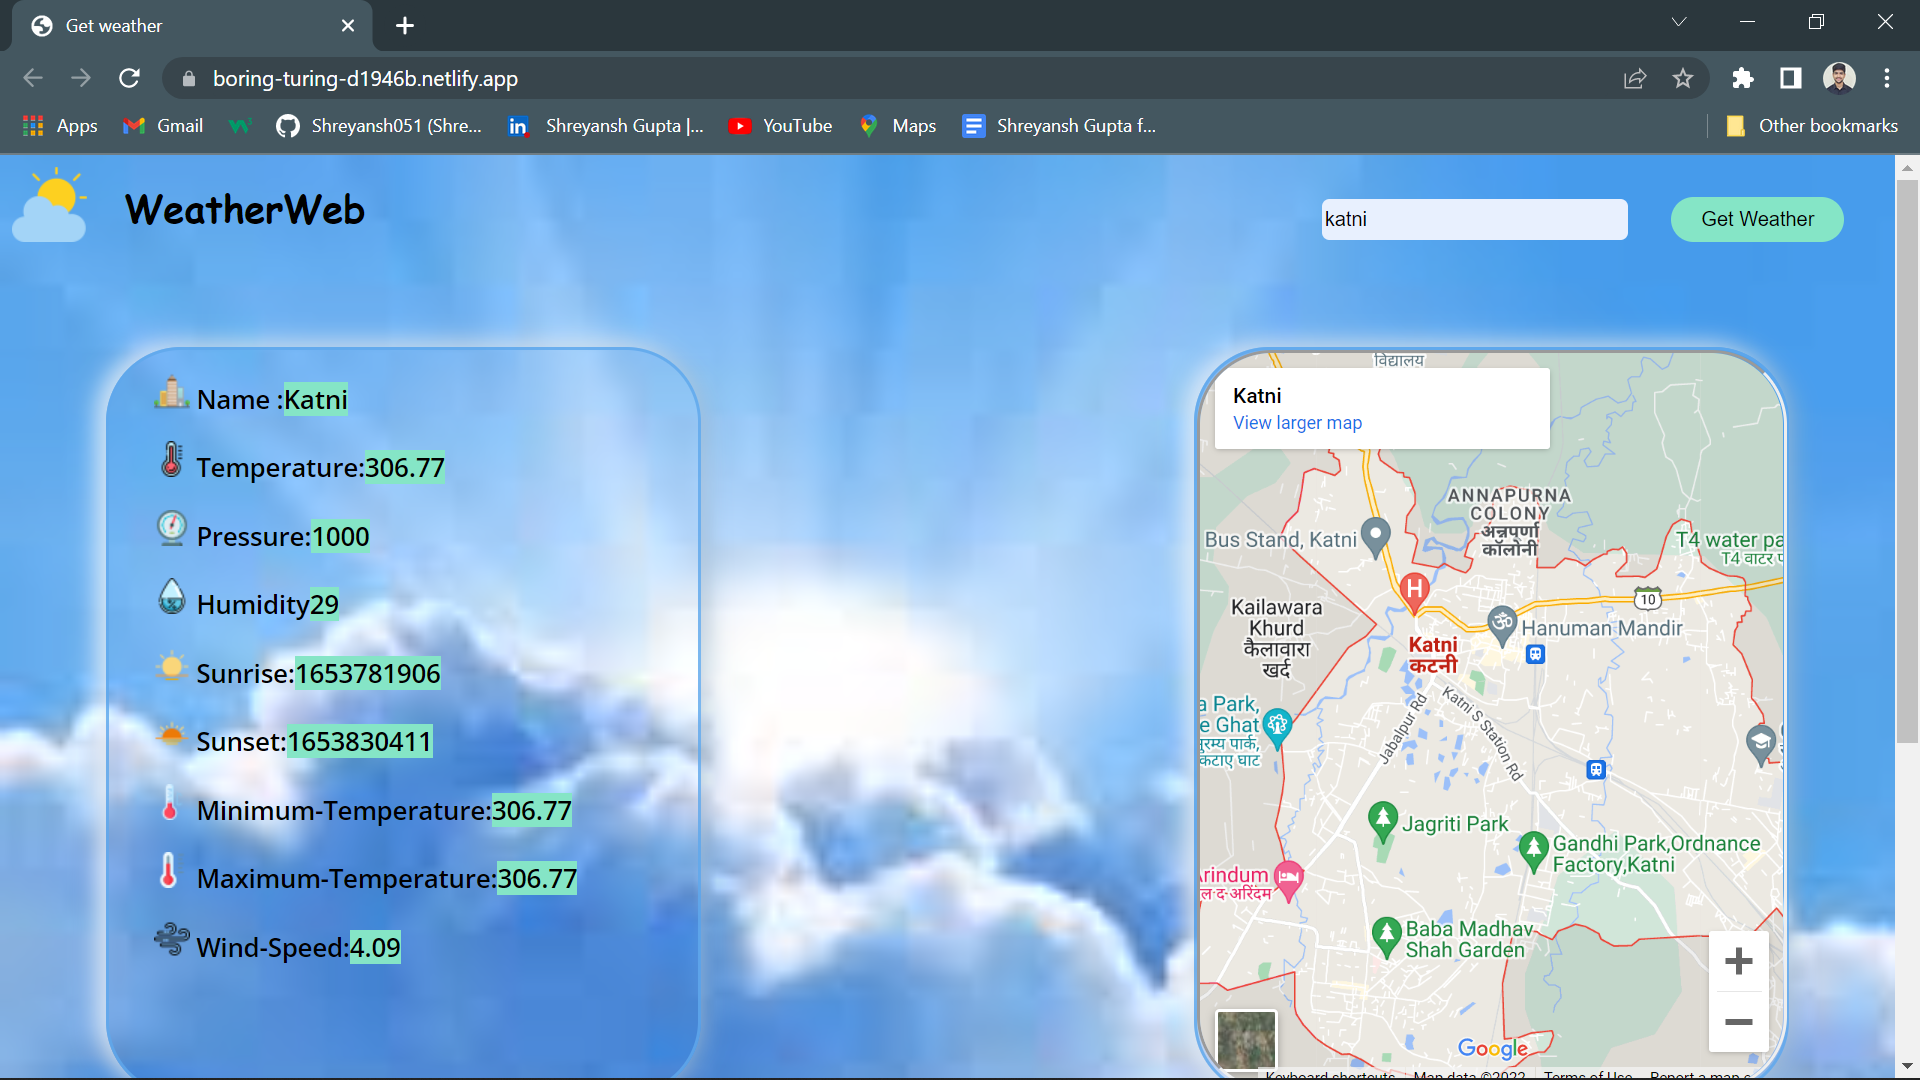 Get weather
boring-turing-d1946b.netlify.app
Apps
Gmail
Shreyansh051 (Shre...
Shreyansh Gupta |...
YouTube
Maps
Shreyansh Gupta f...
Other bookmarks
WeatherWeb
katni
Get Weather
Name :Katni
Temperature:306.77
Pressure:1000
Humidity29
Sunrise:1653781906
Sunset:1653830411
Minimum-Temperature:306.77
Maximum-Temperature:306.77
Wind-Speed:4.09
विद्यालय
Katni
View larger map
ANNAPURNA
COLONY
अन्नपूर्णा
कॉलोनी
Bus Stand, Katni
T4 water pa
T4 वाटर
H
10
Kailawara
Khurd
कैलावारा
खुर्द
Hanuman Mandir
Katni
कटनी
a Park,
e Ghat
सुरम्य पार्क,
कटाए घाट
Jabalpur Rd
Katni S Station Rd
Jagriti Park
Gandhi Park,Ordnance
Factory,Katni
Arindum
ल-द-अरिंदम
Baba Madhav
Shah Garden
Google
Keyboard shortcuts
Map data ©2022
Terms of Use
Report a map